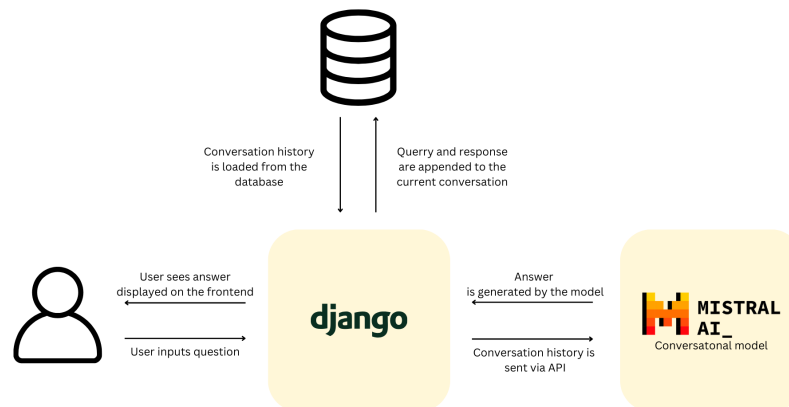 Conversation history
is loaded from the
database
Querry and response
are appended to the
current conversation
User sees answer
displayed on the frontend
User inputs question
django
Answer
is generated by the model
Conversation history is
sent via API
MISTRAL
AI_
Conversatonal model